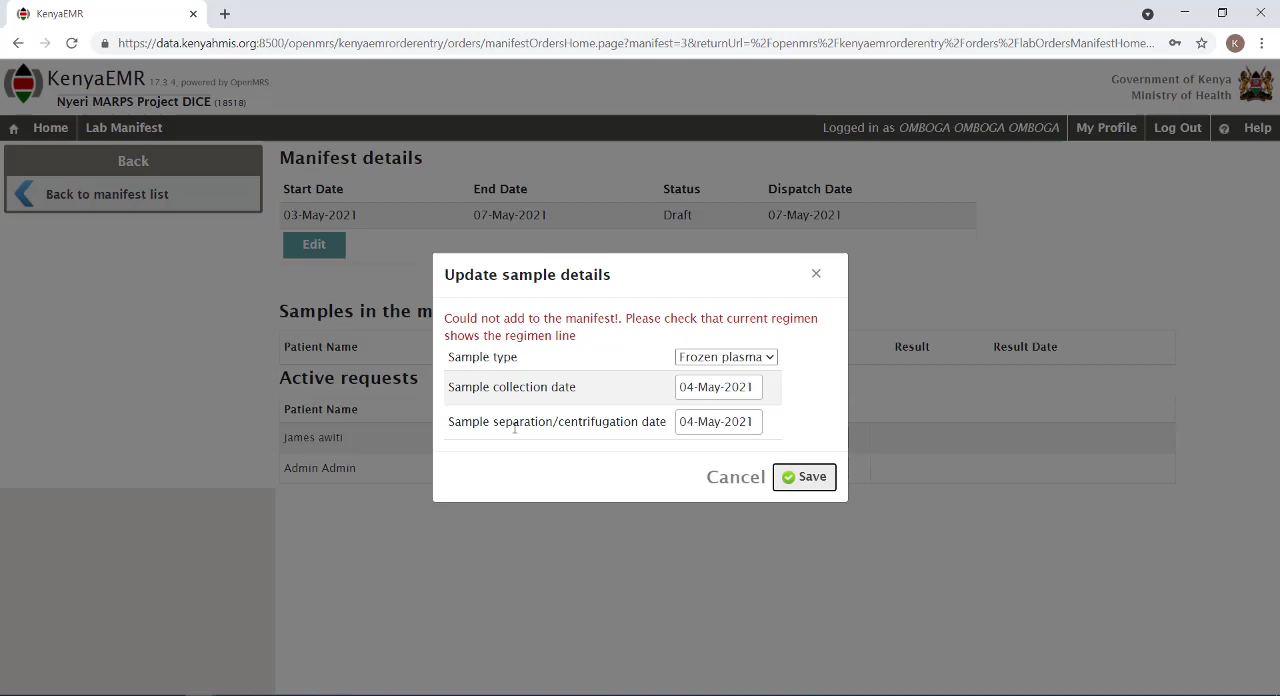 KenyaEMR
https://data.kenyahmis.org:8500/openmrs/kenyaemrorderentry/orders/manifestOrdersHome.page?manifest=3&returnUrl=%2Fopenmrs%2Fkenyaemrorderentry%2Forders%2FlabOrdersManifestHome...
K
KenyaEMR 17.3.4, powered by OpenMRS
Nyeri MARPS Project DICE (18518)
Government of Kenya
Ministry of Health
Home Lab Manifest Logged in as OMBOGA OMBOGA OMBOGA My Profile Log Out Help
Back
Back to manifest list
Manifest details
Start Date End Date Status Dispatch Date
03-May-2021 07-May-2021 Draft 07-May-2021
Edit
Update sample details
Could not add to the manifest!. Please check that current regimen
shows the regimen line
Sample type Frozen plasma
Sample collection date 04-May-2021
Sample separation/centrifugation date 04-May-2021
Cancel Save
Samples in the m
Patient Name Result Result Date
Active requests
Patient Name
James awiti
Admin Admin